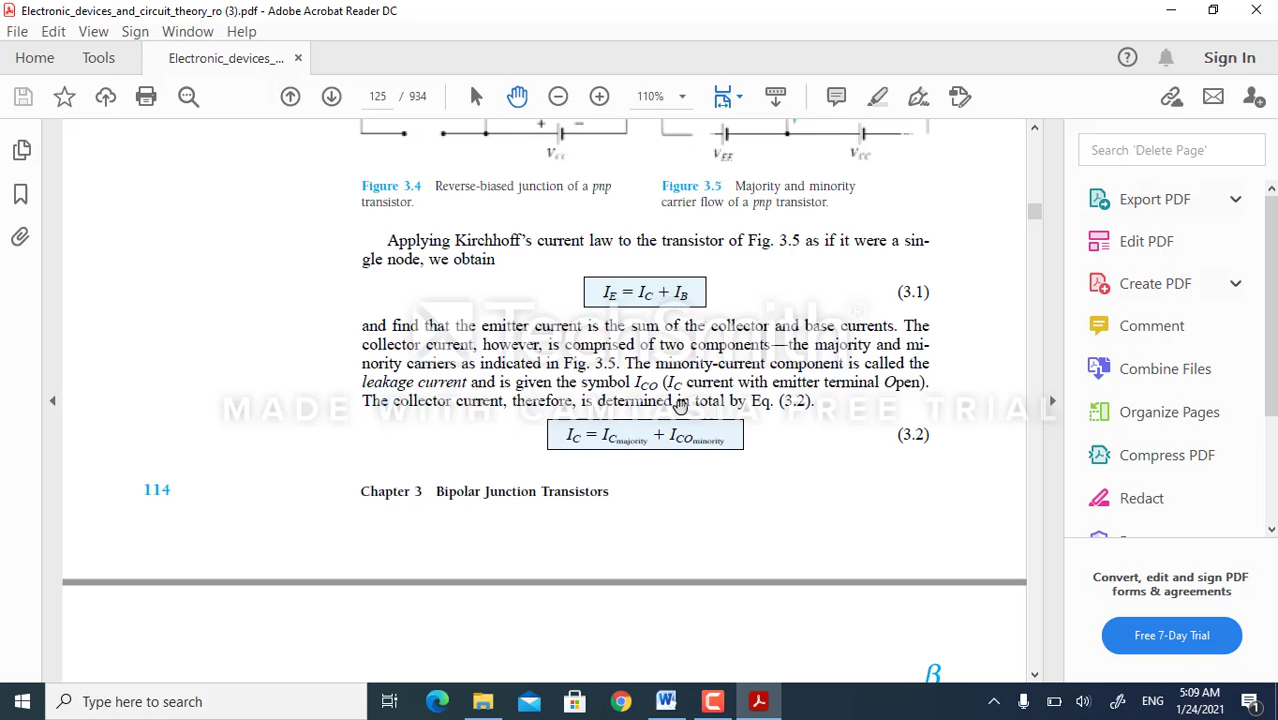 Electronic_devices_and_circuit_theory_ro (3).pdf - Adobe Acrobat Reader DC
File Edit View Sign Window Help
Home Tools Electronic_devices_... ×
Sign In
125 / 934
110%
+ −
V_EE V_CC
Figure 3.4 Reverse-biased junction of a pnp
transistor.
Figure 3.5 Majority and minority
carrier flow of a pnp transistor.
Applying Kirchhoff's current law to the transistor of Fig. 3.5 as if it were a sin-
gle node, we obtain
I_E = I_C + I_B (3.1)
and find that the emitter current is the sum of the collector and base currents. The
collector current, however, is comprised of two components—the majority and mi-
nority carriers as indicated in Fig. 3.5. The minority-current component is called the
leakage current and is given the symbol I_CO (I_C current with emitter terminal Open).
The collector current, therefore, is determined in total by Eq. (3.2).
I_C = I_C majority + I_CO minority (3.2)
114 Chapter 3 Bipolar Junction Transistors
β
TechSmith®
MADE WITH CAMTASIA FREE TRIAL
Search 'Delete Page'
Export PDF
Edit PDF
Create PDF
Comment
Combine Files
Organize Pages
Compress PDF
Redact
Convert, edit and sign PDF
forms & agreements
Free 7-Day Trial
Type here to search
ENG
5:09 AM
1/24/2021
1